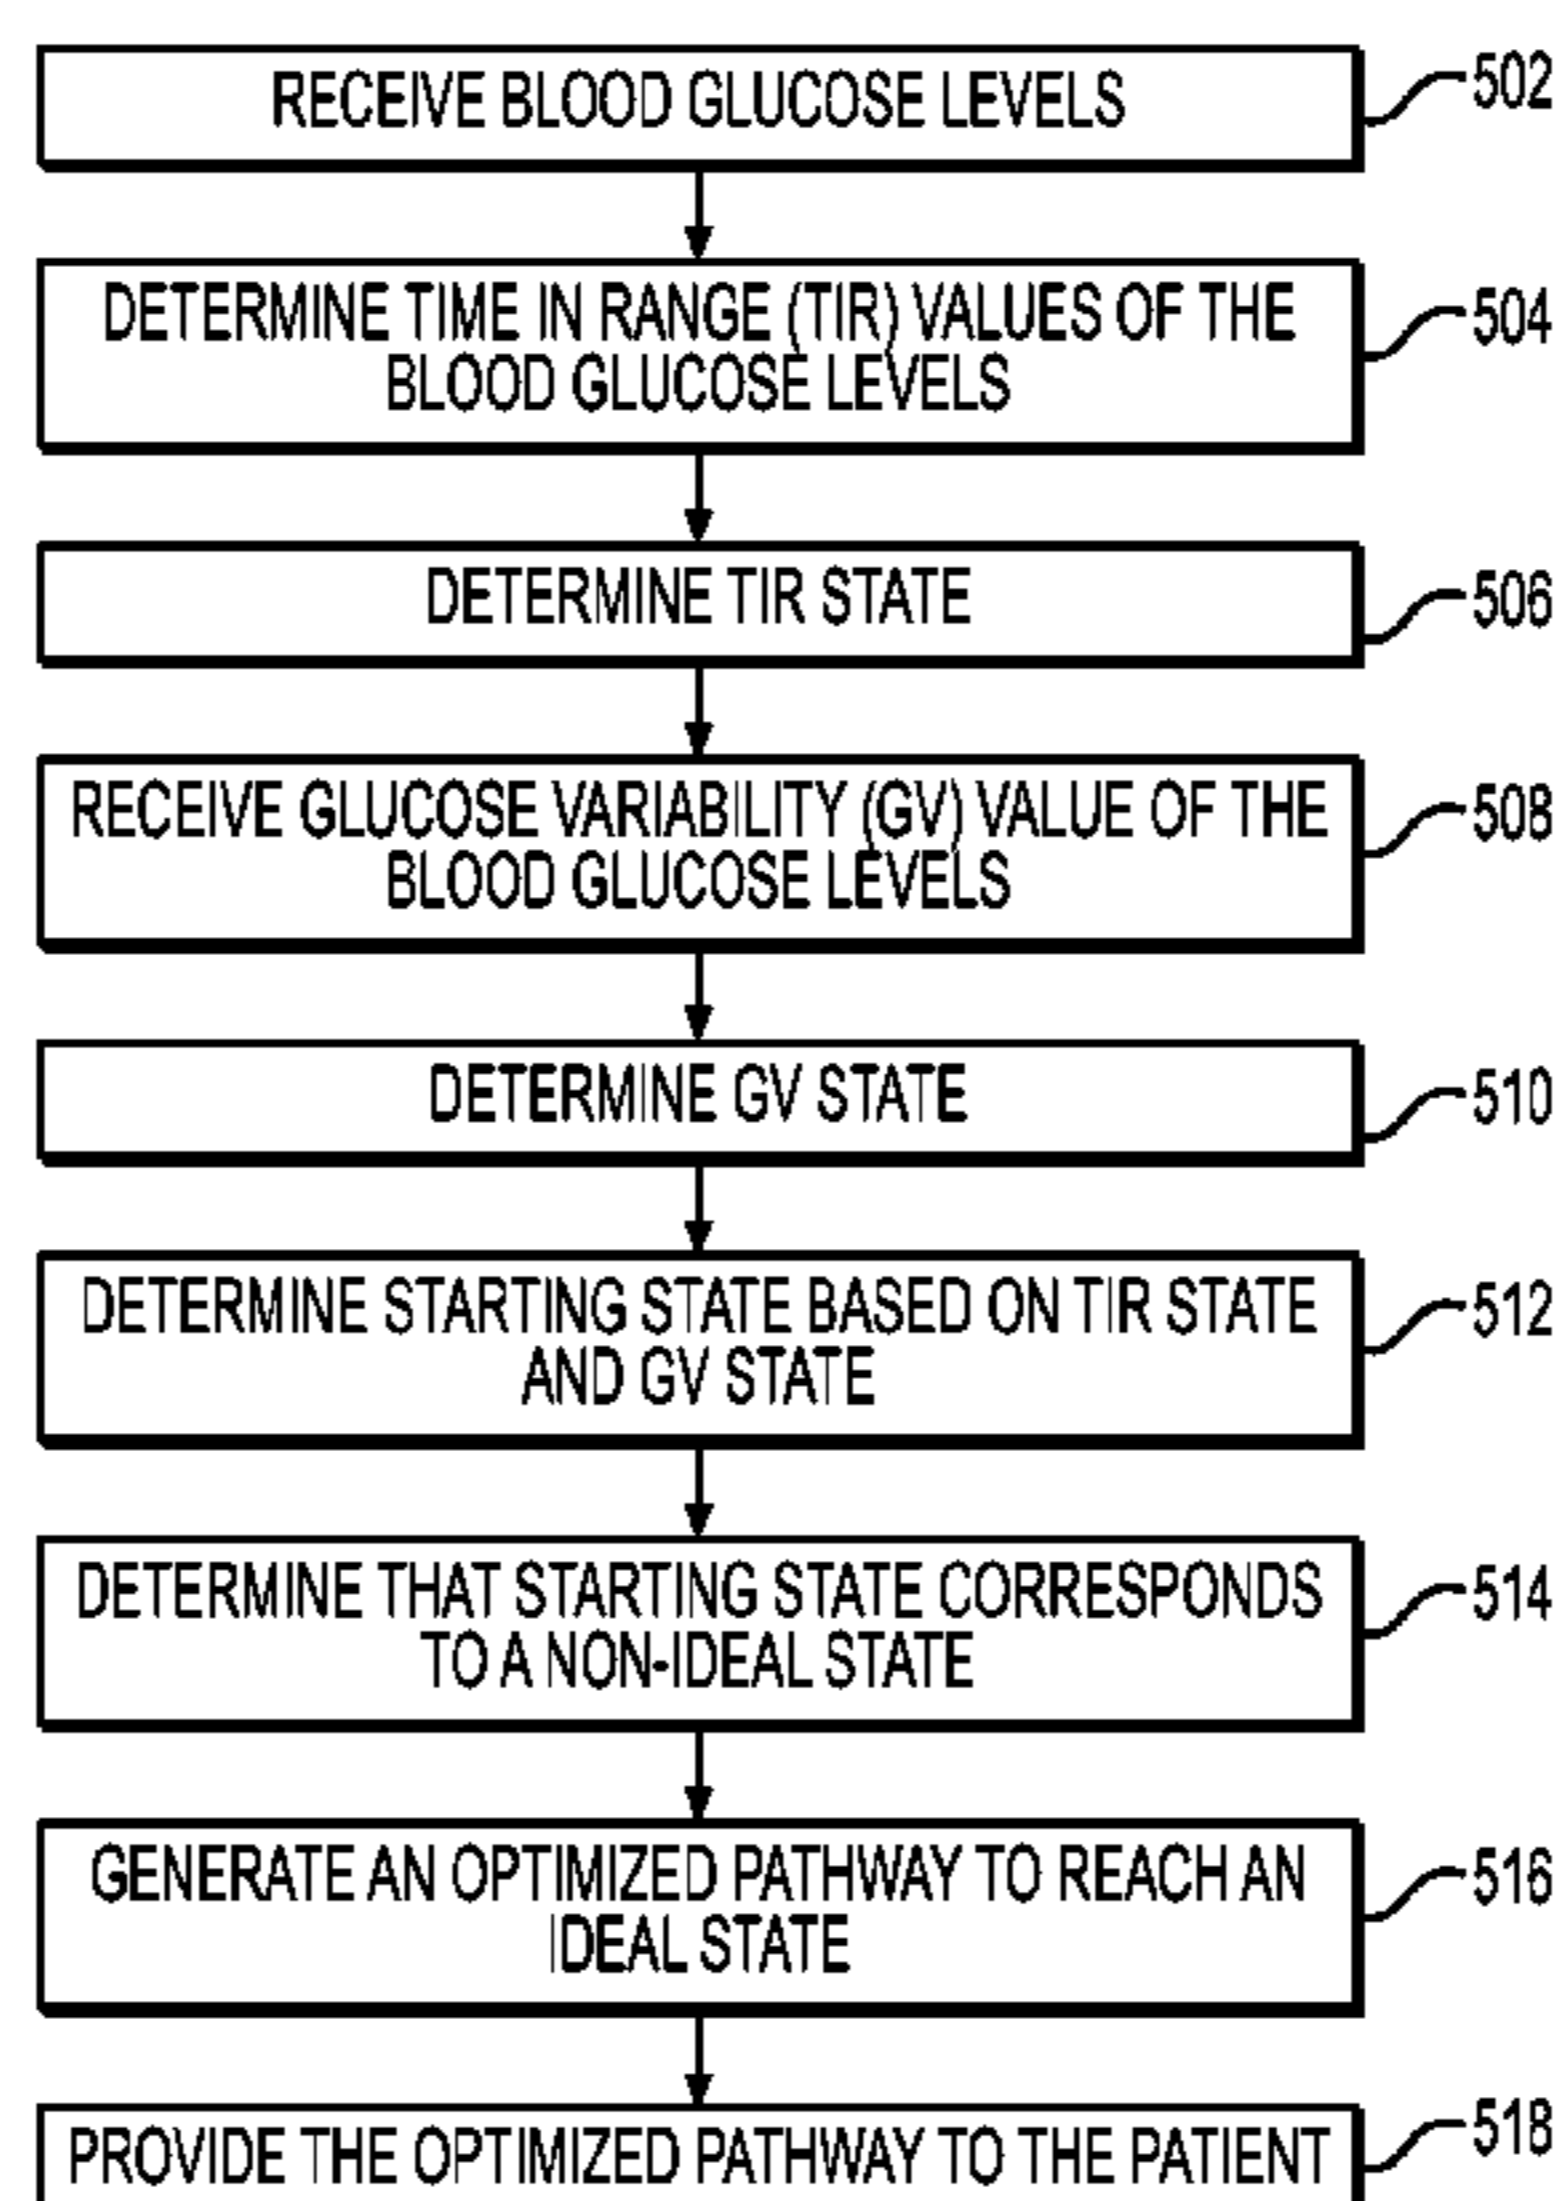 RECEIVE BLOOD GLUCOSE LEVELS
502
DETERMINE TIME IN RANGE (TIR) VALUES OF THE
BLOOD GLUCOSE LEVELS
504
DETERMINE TIR STATE
506
RECEIVE GLUCOSE VARIABILITY (GV) VALUE OF THE
BLOOD GLUCOSE LEVELS
508
DETERMINE GV STATE
510
DETERMINE STARTING STATE BASED ON TIR STATE
AND GV STATE
512
DETERMINE THAT STARTING STATE CORRESPONDS
TO A NON-IDEAL STATE
514
GENERATE AN OPTIMIZED PATHWAY TO REACH AN
IDEAL STATE
516
PROVIDE THE OPTIMIZED PATHWAY TO THE PATIENT
518